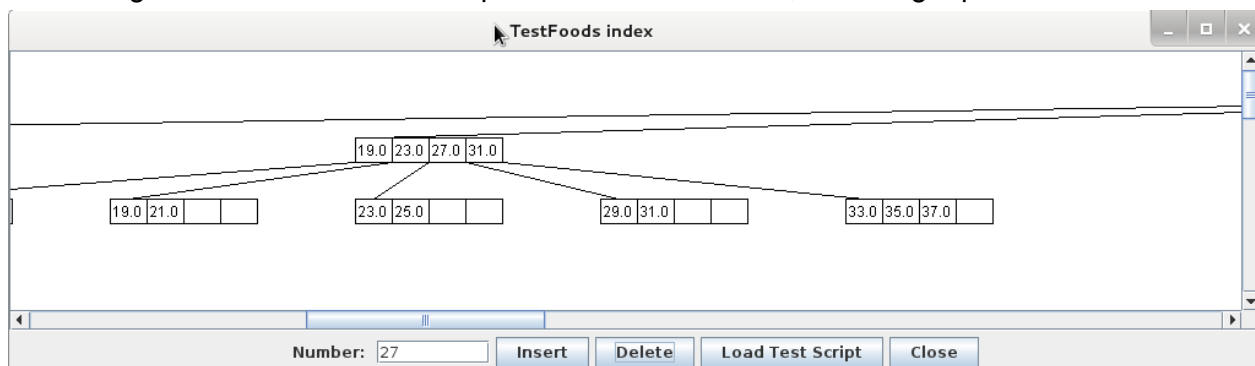 TestFoods index
19.0 23.0 27.0 31.0
19.0 21.0 23.0 25.0 29.0 31.0 33.0 35.0 37.0
Number: 27 Insert Delete Load Test Script Close